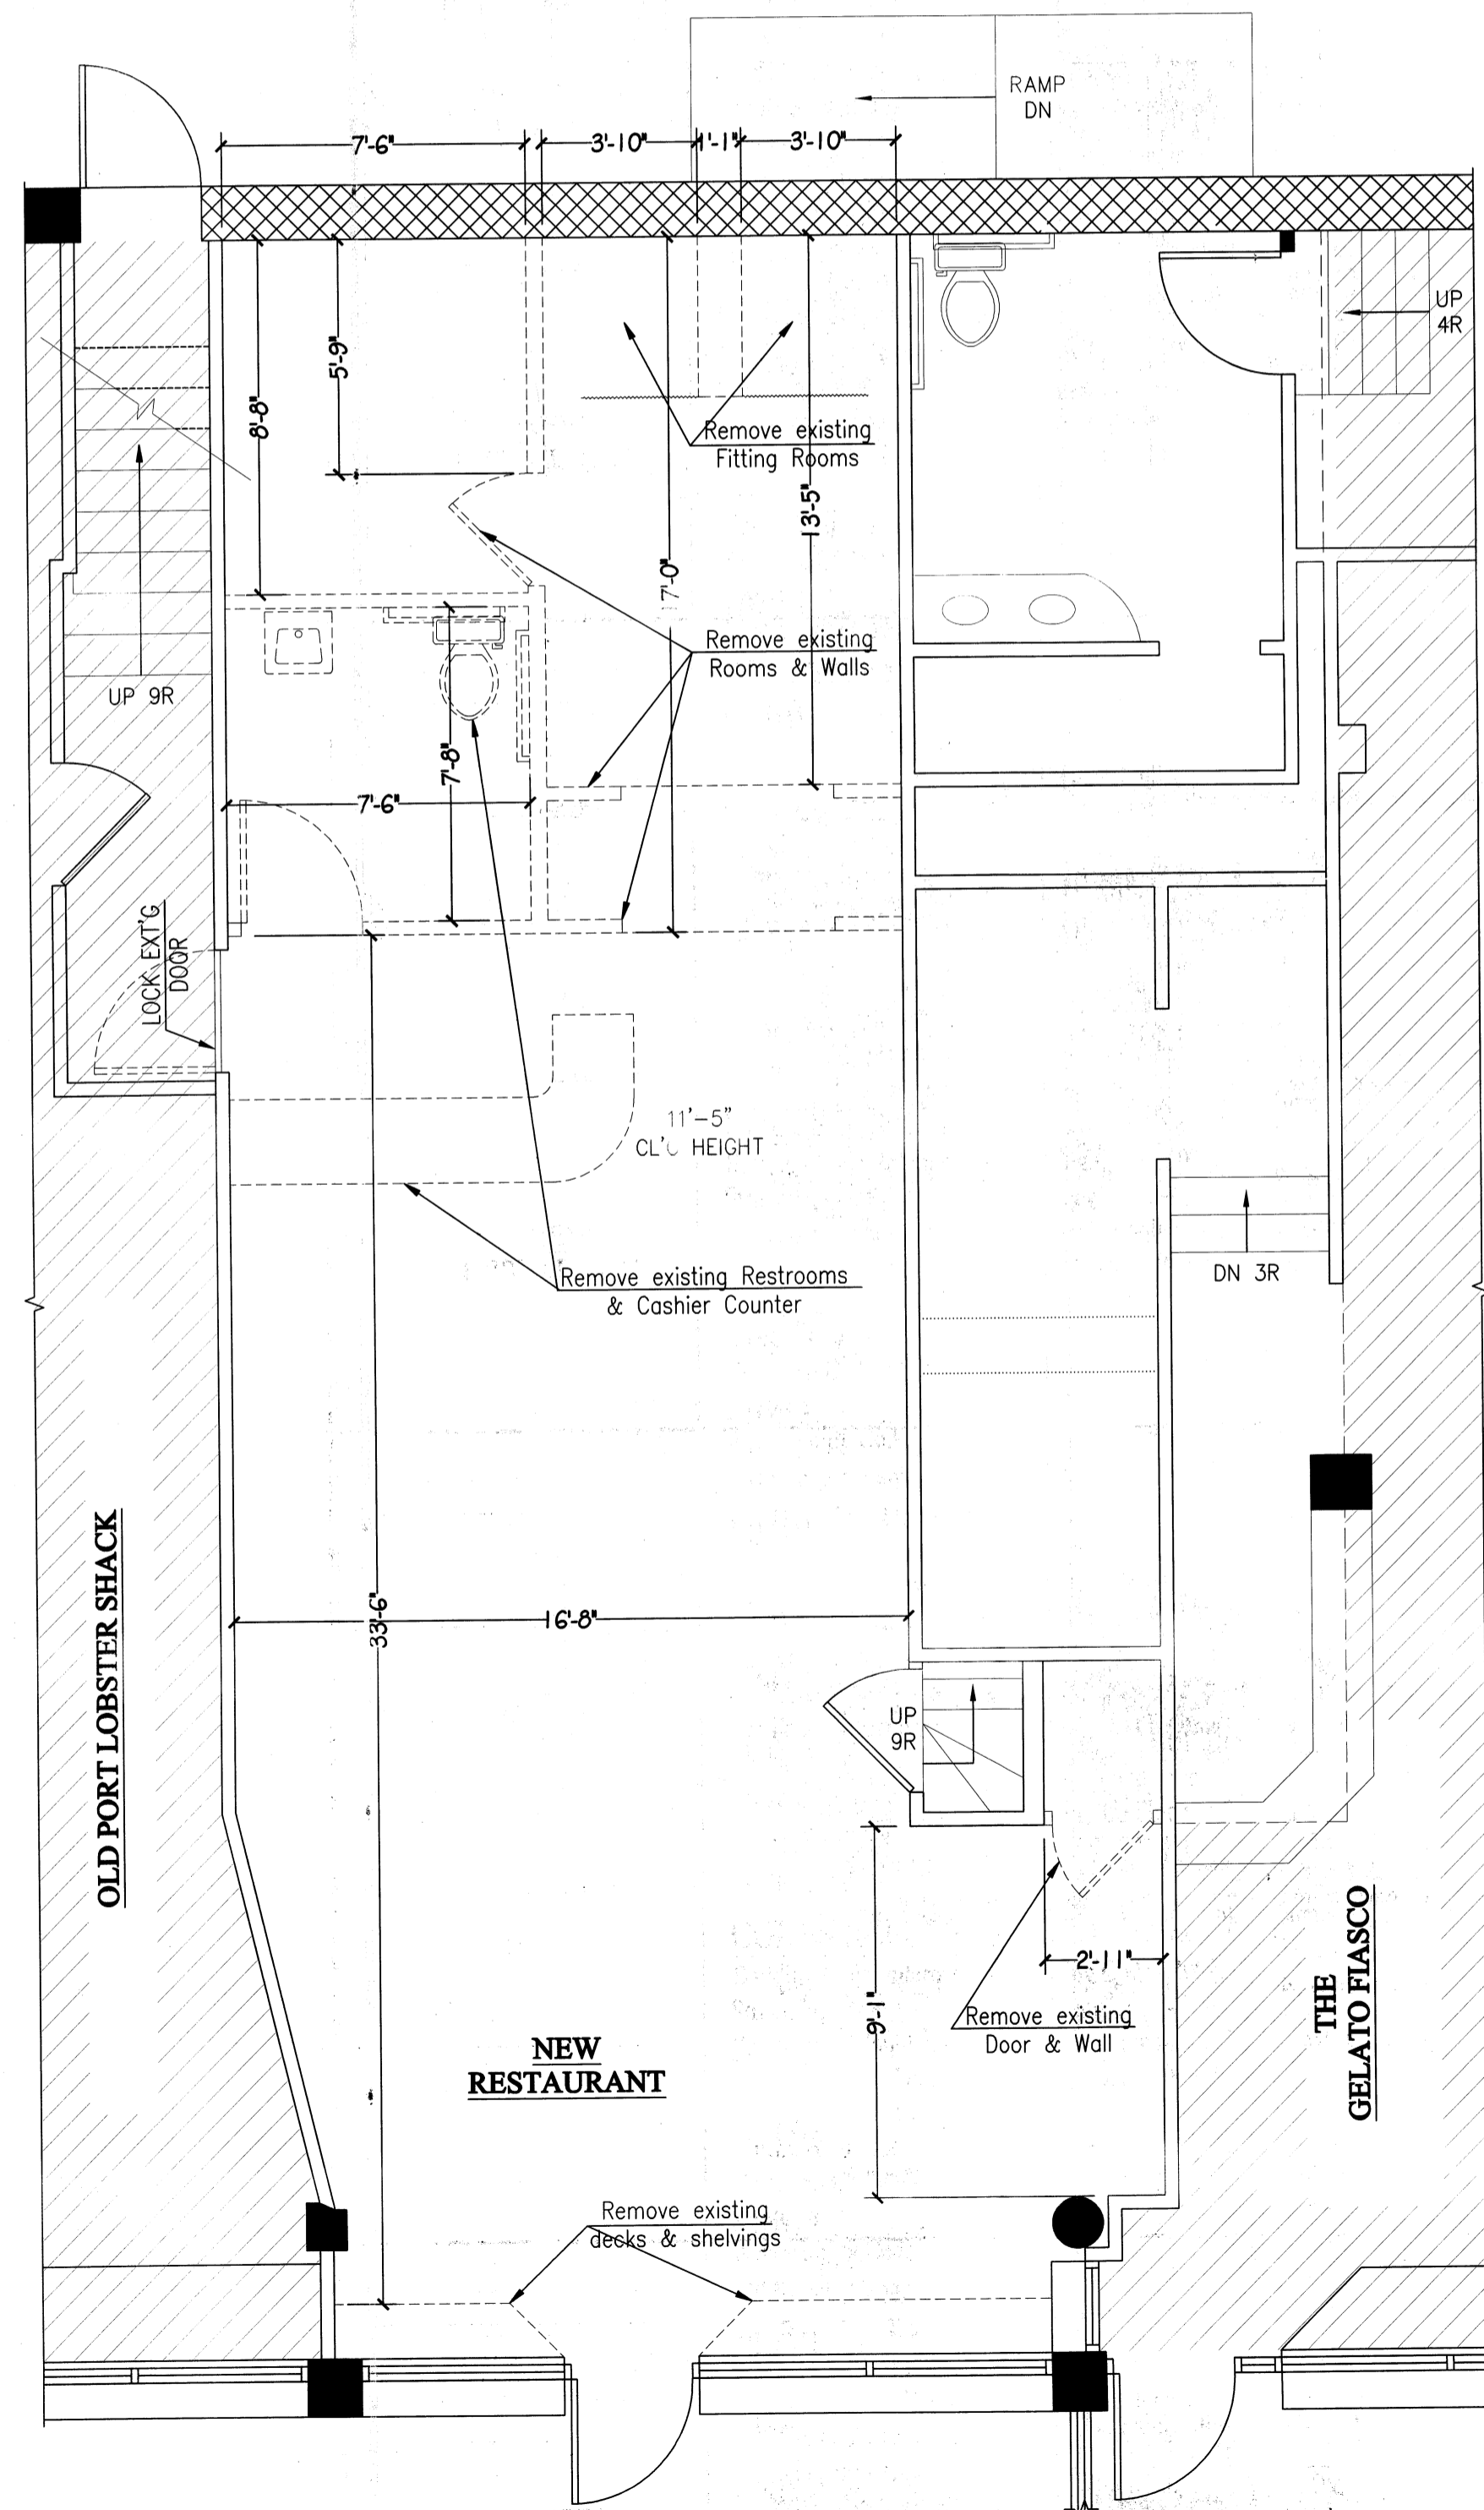 RAMP
DN
7'-6"
3'-10"
1'-1"
3'-10"
UP
4R
5'-9"
8'-8"
Remove existing
Fitting Rooms
13'-5"
17'-0"
Remove existing
Rooms & Walls
UP 9R
7'-8"
7'-6"
LOCK EXT'G
DOOR
11'-5"
HEIGHT
DN 3R
Remove existing Restrooms
& Cashier Counter
OLD PORT LOBSTER SHACK
33'-6"
16'-8"
UP
9R
2'-11"
9'-1"
Remove existing
Door & Wall
THE
GELATO FIASCO
NEW
RESTAURANT
Remove existing
decks & shelvings